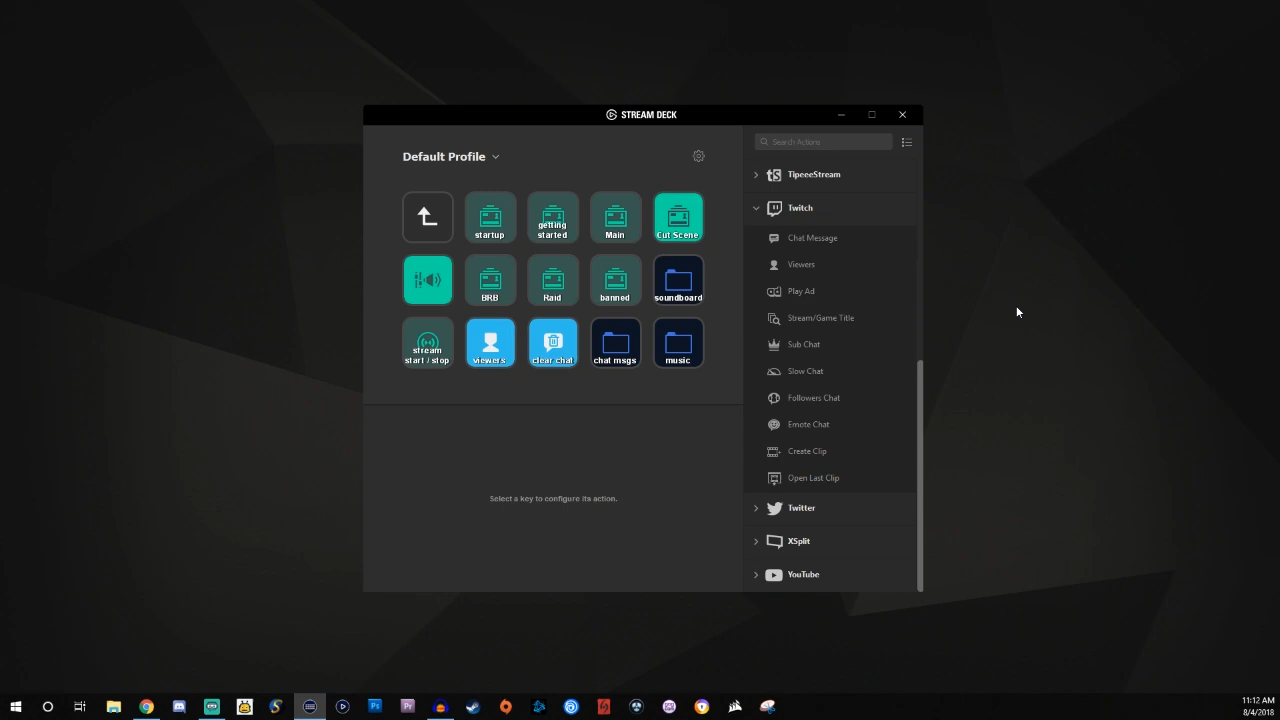 STREAM DECK
Default Profile
Search Actions
TipeeeStream
Twitch
Chat Message
Viewers
Play Ad
Stream/Game Title
Sub Chat
Slow Chat
Followers Chat
Emote Chat
Create Clip
Open Last Clip
Twitter
XSplit
YouTube
startup
getting
started
Main
Cut Scene
BRB
Raid
banned
soundboard
stream
start / stop
viewers
clear chat
chat msgs
music
Select a key to configure its action.
11:12 AM
8/4/2018